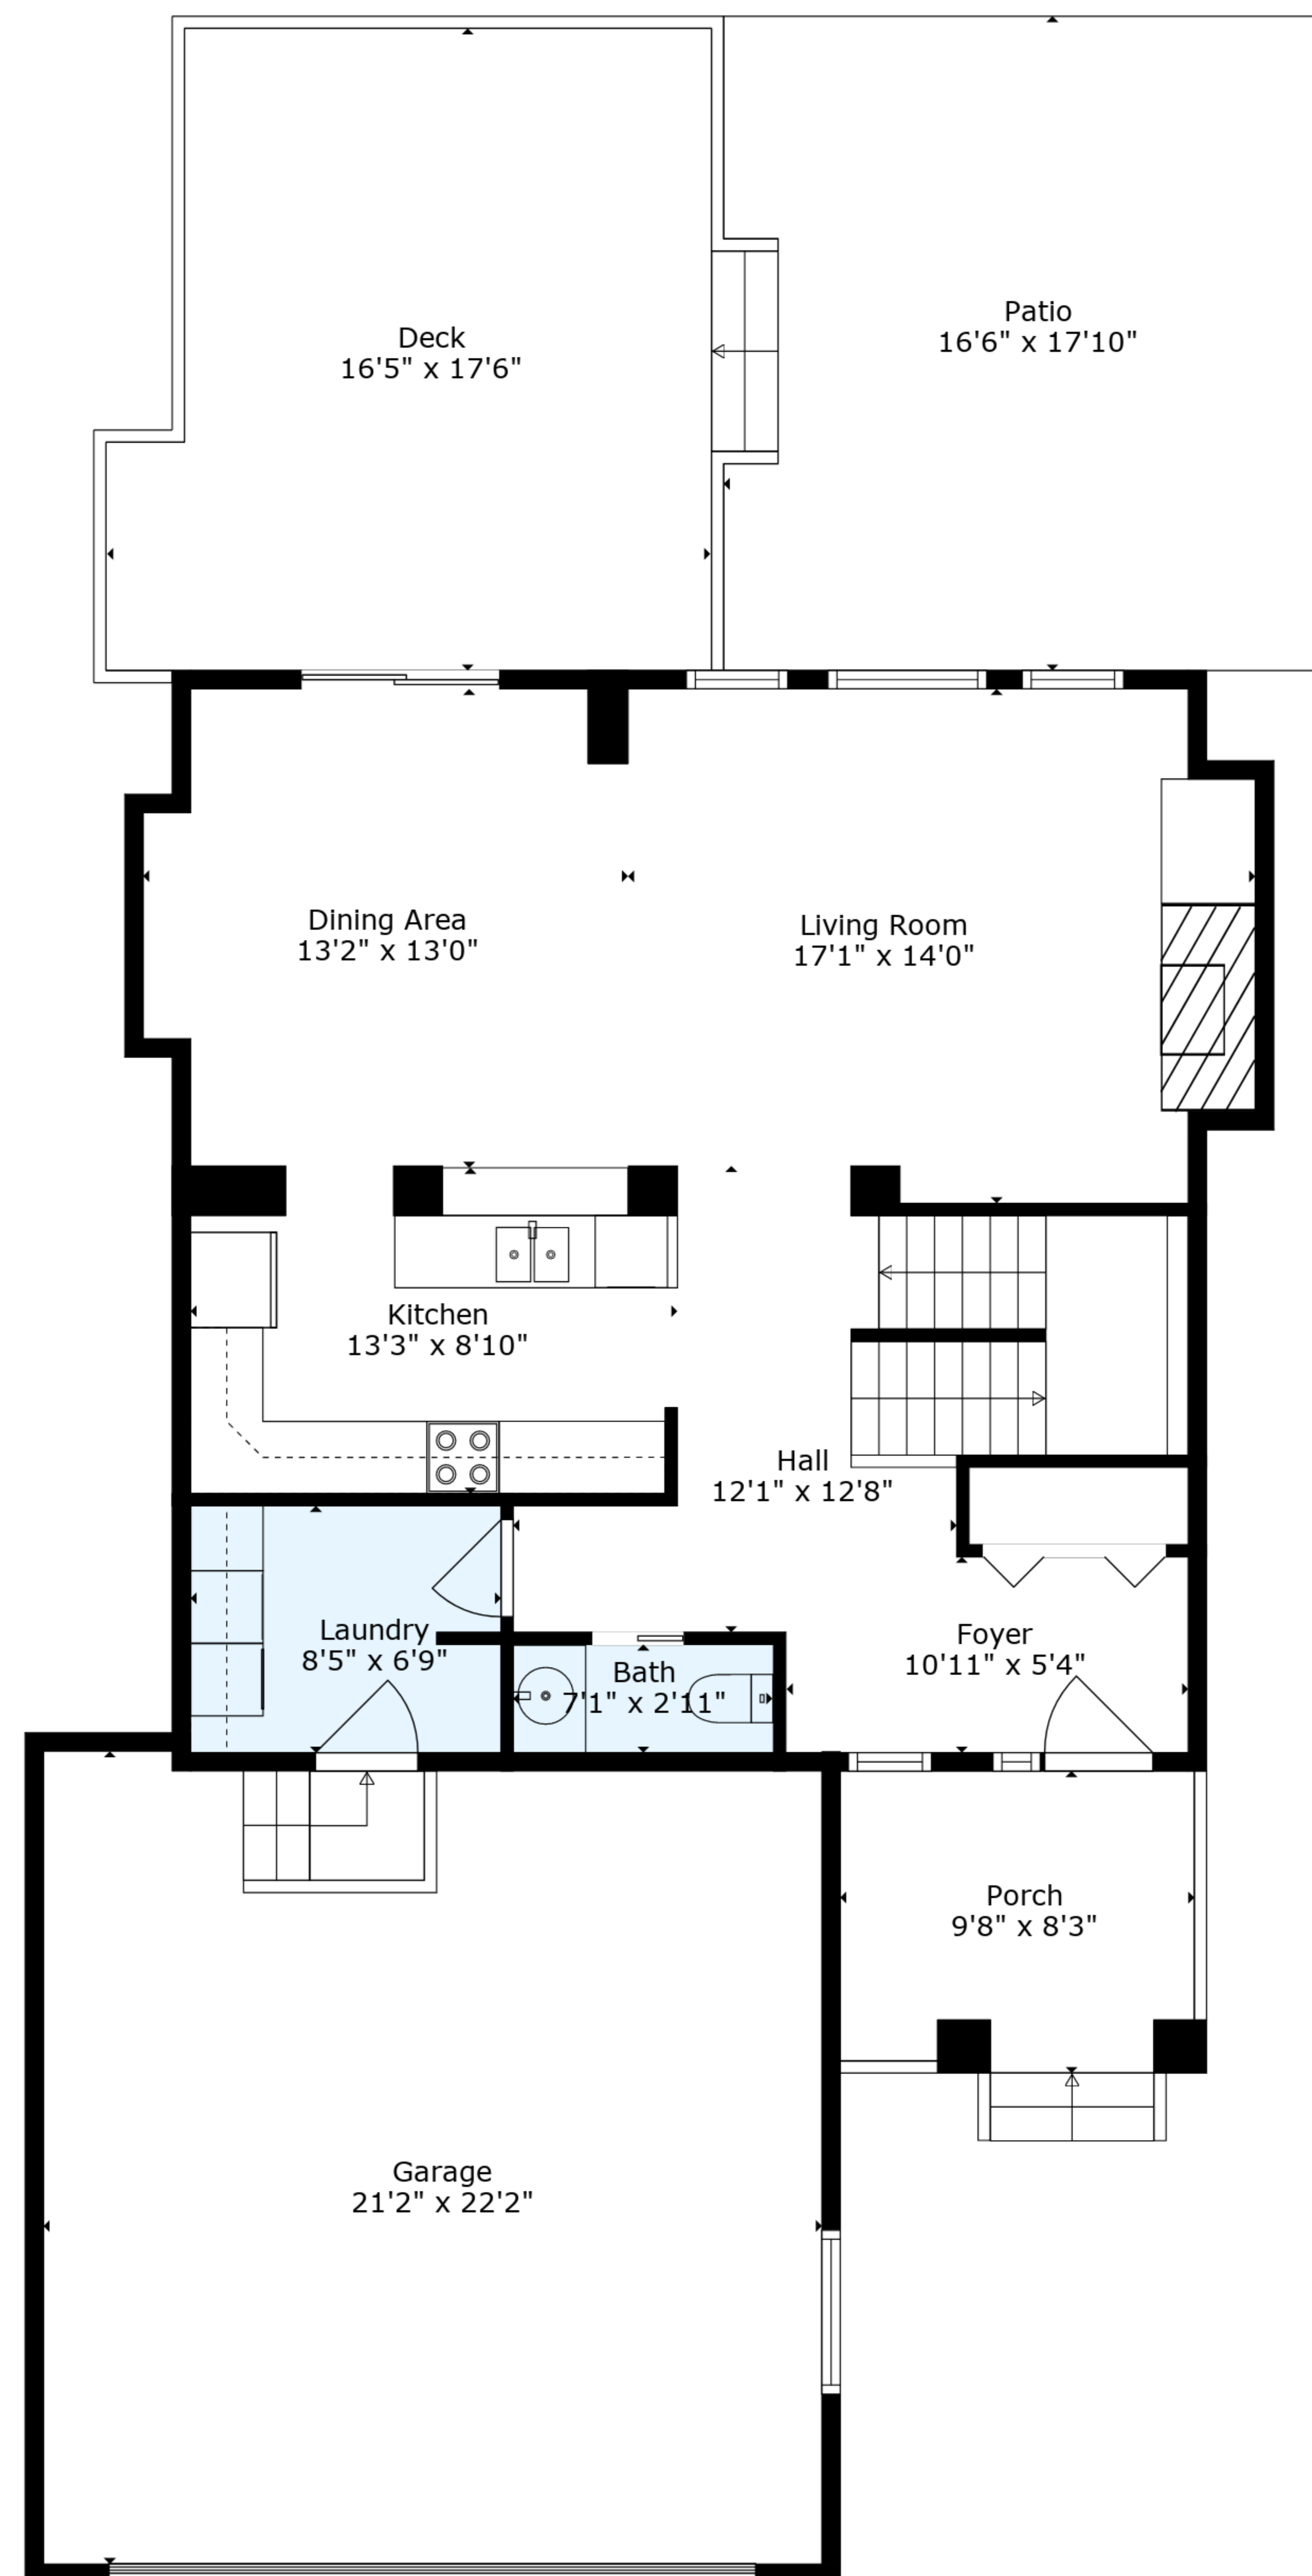 Patio
16'6" x 17'10"
Deck
16'5" x 17'6"
Dining Area
13'2" x 13'0"
Living Room
17'1" x 14'0"
Kitchen
13'3" x 8'10"
Hall
12'1" x 12'8"
Laundry
8'5" x 6'9"
Bath
7'1" x 2'11"
Foyer
10'11" x 5'4"
Porch
9'8" x 8'3"
Garage
21'2" x 22'2"